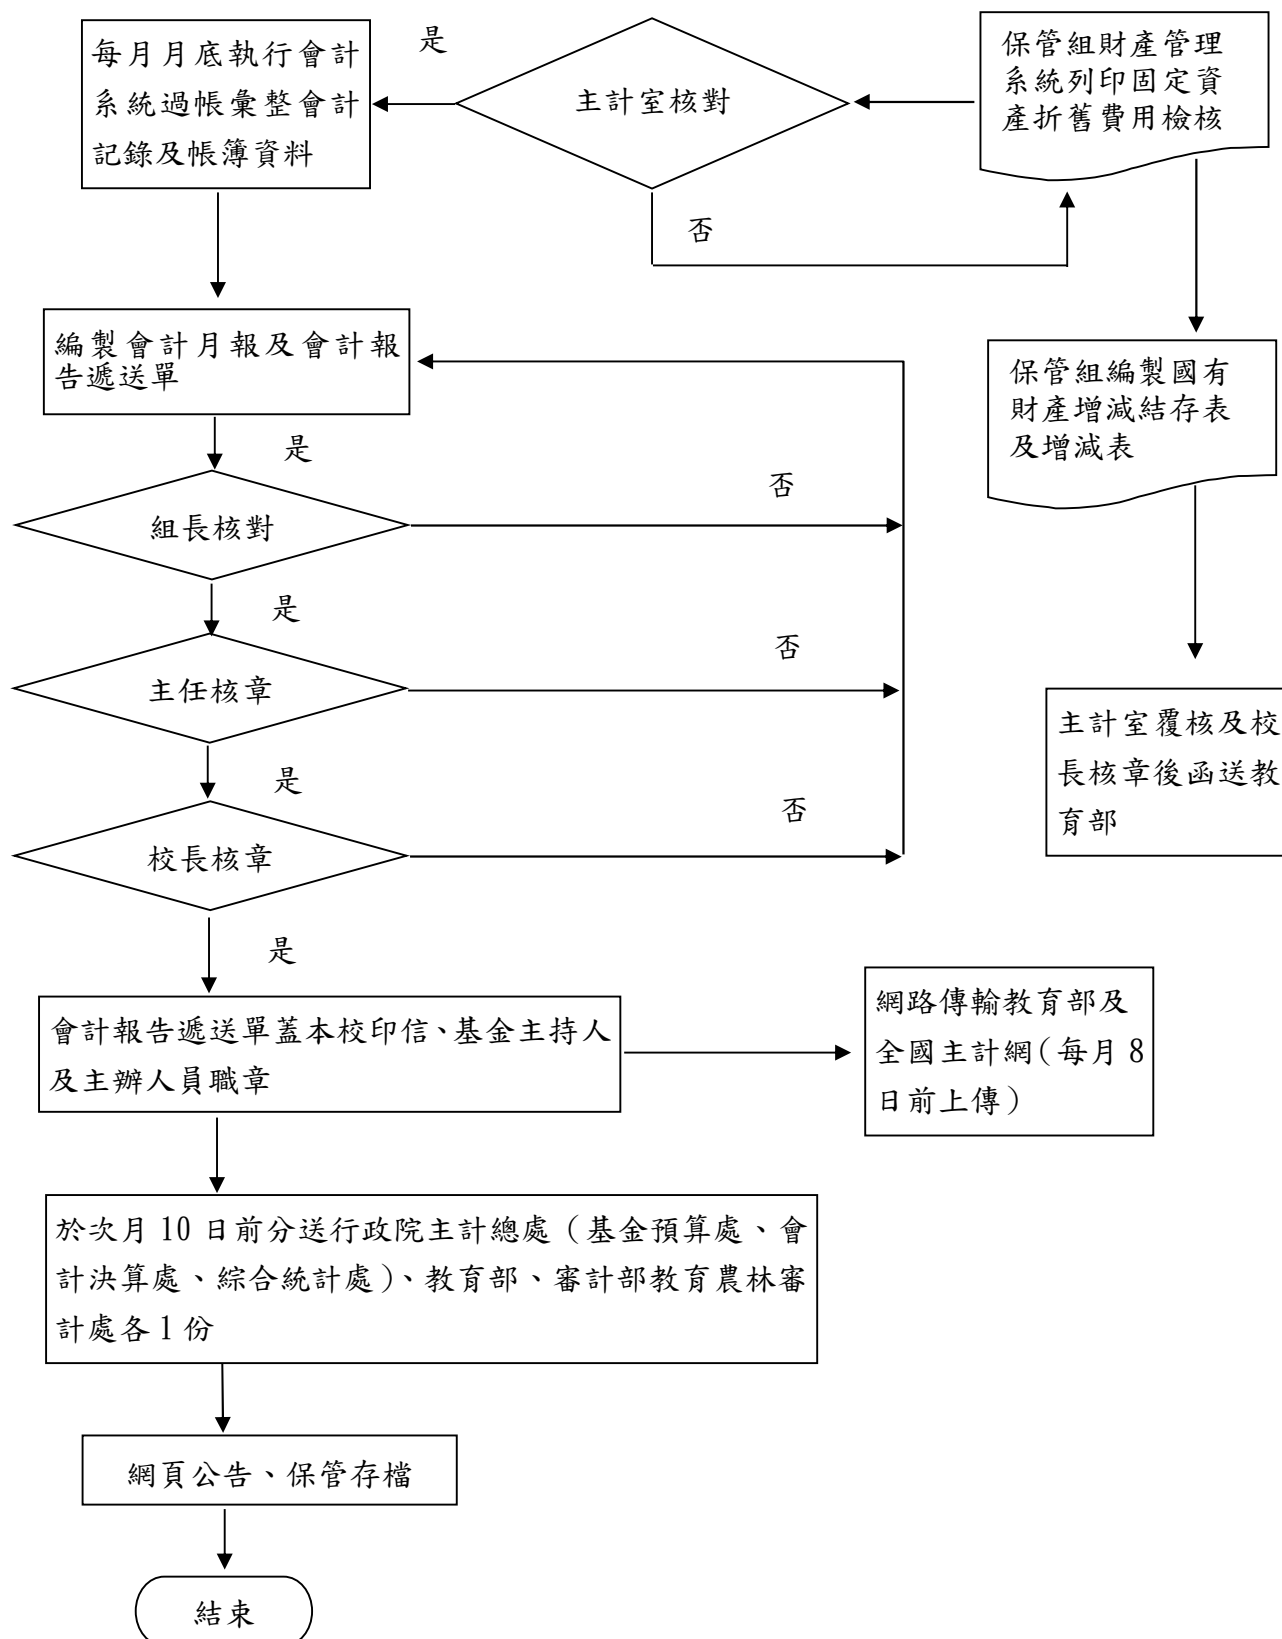 每月月底執行會計
系統過帳彙整會計
記錄及帳簿資料
是
主計室核對
否
保管組財產管理
系統列印固定資
產折舊費用檢核
編製會計月報及會計報
告遞送單
保管組編製國有
財產增減結存表
及增減表
是
組長核對
否
是
主任核章
否
主計室覆核及校
長核章後函送教
育部
是
校長核章
否
是
會計報告遞送單蓋本校印信、基金主持人
及主辦人員職章
網路傳輸教育部及
全國主計網(每月 8
日前上傳)
於次月 10 日前分送行政院主計總處（基金預算處、會
計決算處、綜合統計處)、教育部、審計部教育農林審
計處各 1 份
網頁公告、保管存檔
結束